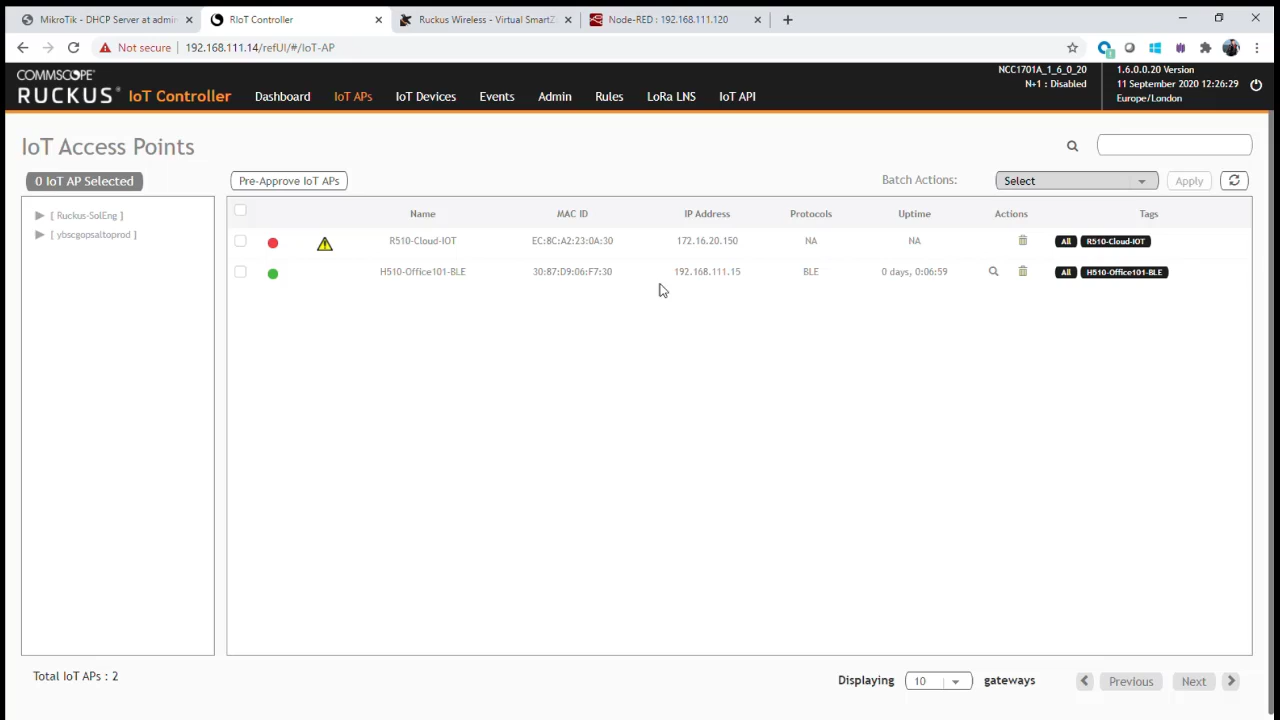 MikroTik - DHCP Server at admin
RIoT Controller
Ruckus Wireless - Virtual SmartZ
Node-RED : 192.168.111.120
Not secure
192.168.111.14/refUI/#/IoT-AP
COMMSCOPE
RUCKUS IoT Controller
Dashboard
IoT APs
IoT Devices
Events
Admin
Rules
LoRa LNS
IoT API
NCC1701A_1_6_0_20
N+1 : Disabled
1.6.0.0.20 Version
11 September 2020 12:26:29
Europe/London
IoT Access Points
0 IoT AP Selected
Pre-Approve IoT APs
Batch Actions:
Select
Apply
[ Ruckus-SolEng ]
[ ybscgopsaltoprod ]
Name MAC ID IP Address Protocols Uptime Actions Tags
R510-Cloud-IOT EC:8C:A2:23:0A:30 172.16.20.150 NA NA All R510-Cloud-IOT
H510-Office101-BLE 30:87:D9:06:F7:30 192.168.111.15 BLE 0 days, 0:06:59 All H510-Office101-BLE
Total IoT APs : 2
Displaying 10 gateways
Previous
Next